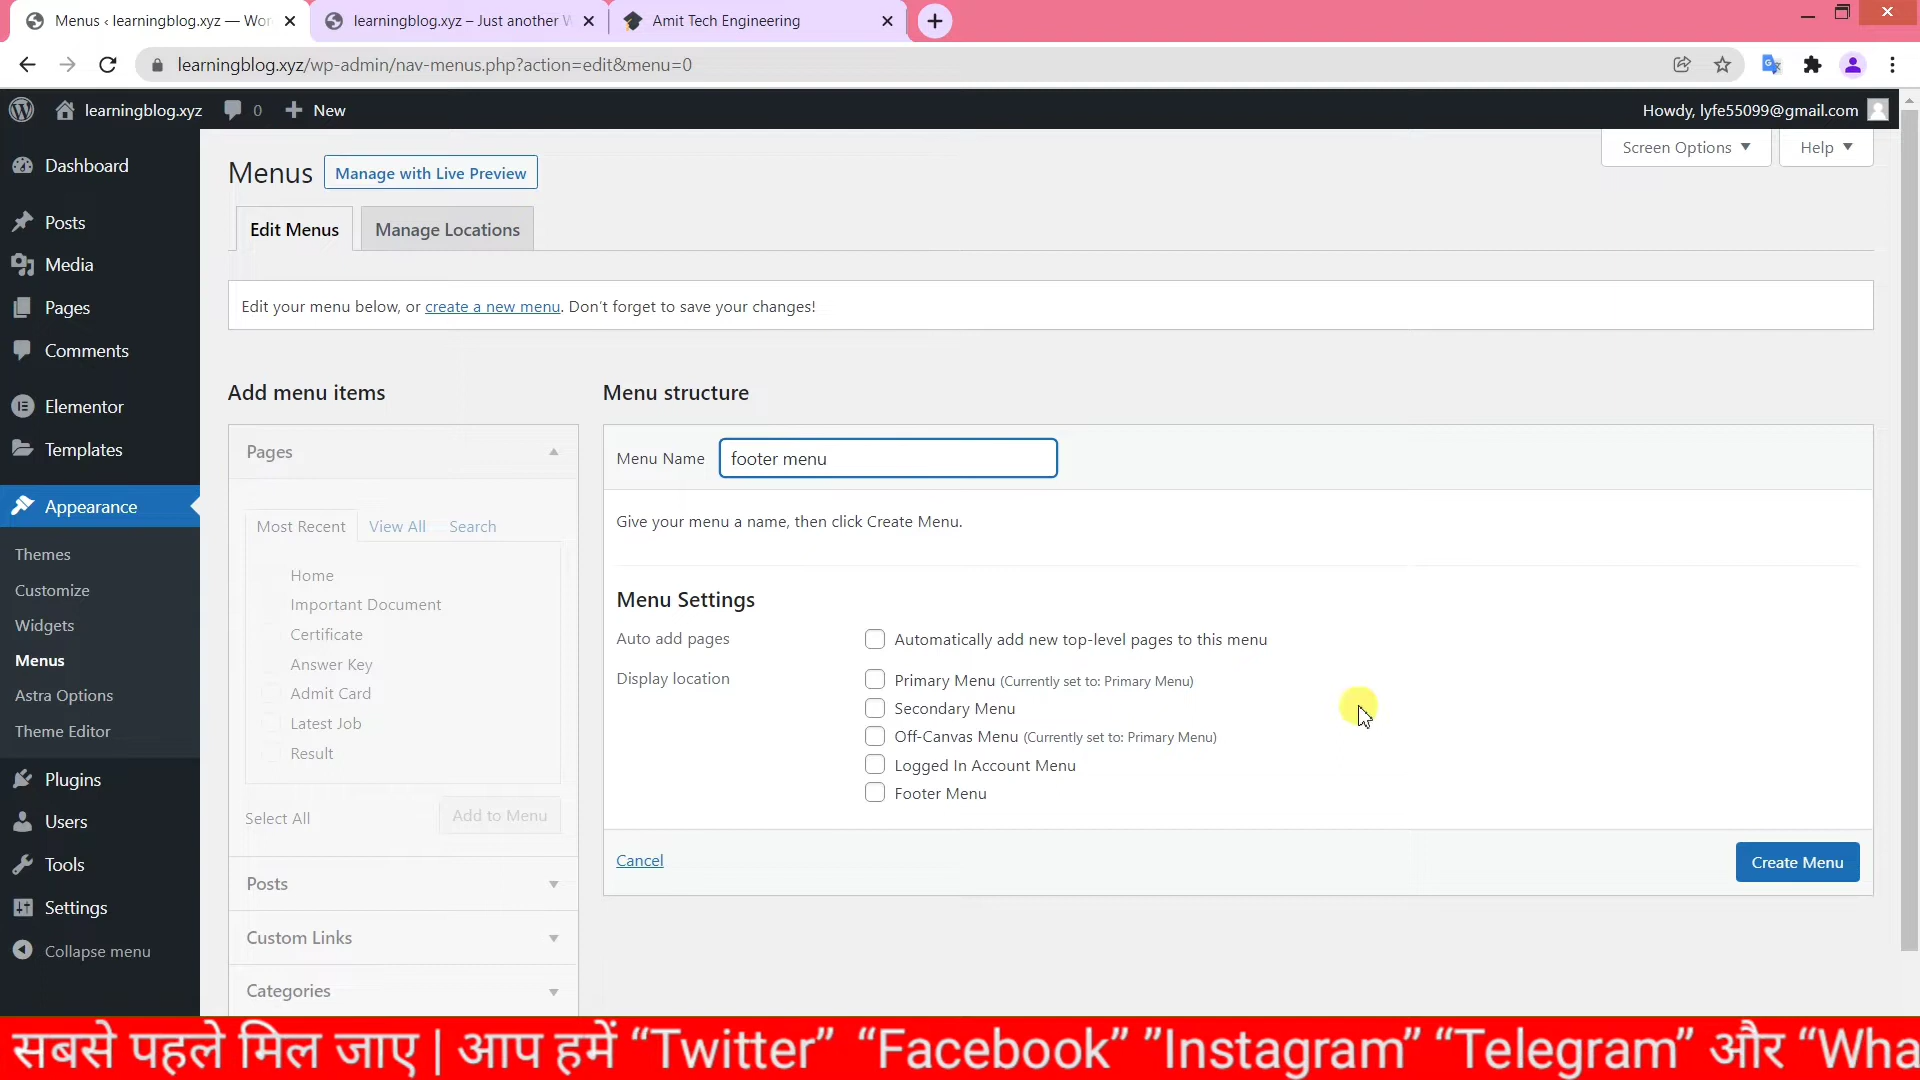 Menus ‹ learningblog.xyz — Wor
learningblog.xyz – Just another W
Amit Tech Engineering
learningblog.xyz/wp-admin/nav-menus.php?action=edit&menu=0
learningblog.xyz
0
New
Howdy, lyfe55099@gmail.com
Dashboard
Posts
Media
Pages
Comments
Elementor
Templates
Appearance
Themes
Customize
Widgets
Menus
Astra Options
Theme Editor
Plugins
Users
Tools
Settings
Collapse menu
Screen Options
Help
Menus
Manage with Live Preview
Edit Menus
Manage Locations
Edit your menu below, or create a new menu. Don’t forget to save your changes!
Add menu items
Pages
Most Recent
View All
Search
Home
Important Document
Certificate
Answer Key
Admit Card
Latest Job
Result
Select All
Add to Menu
Posts
Custom Links
Categories
Menu structure
Menu Name
footer menu
Give your menu a name, then click Create Menu.
Menu Settings
Auto add pages
Automatically add new top-level pages to this menu
Display location
Primary Menu (Currently set to: Primary Menu)
Secondary Menu
Off-Canvas Menu (Currently set to: Primary Menu)
Logged In Account Menu
Footer Menu
Cancel
Create Menu
सबसे पहले मिल जाए | आप हमें “Twitter” “Facebook” ”Instagram” “Telegram” और “Wha